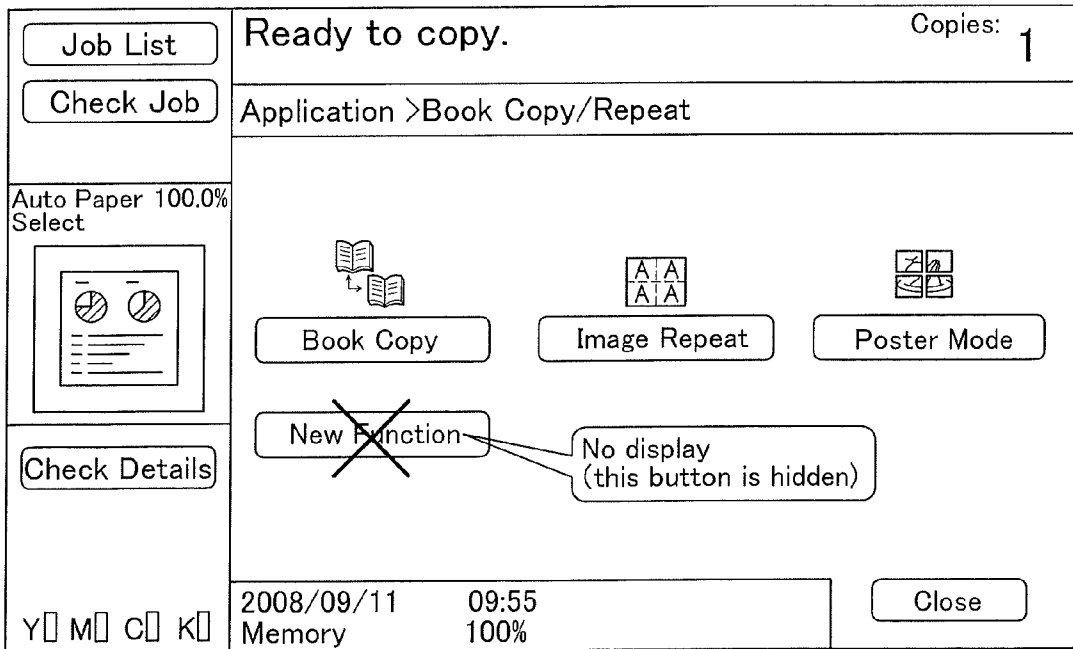 Job List
Check Job
Ready to copy.
Copies: 1
Application >Book Copy/Repeat
Auto Paper 100.0%
Select
A A
A A
Book Copy
Image Repeat
Poster Mode
New Function
No display
(this button is hidden)
Check Details
Y M C K
2008/09/11 09:55
Memory 100%
Close